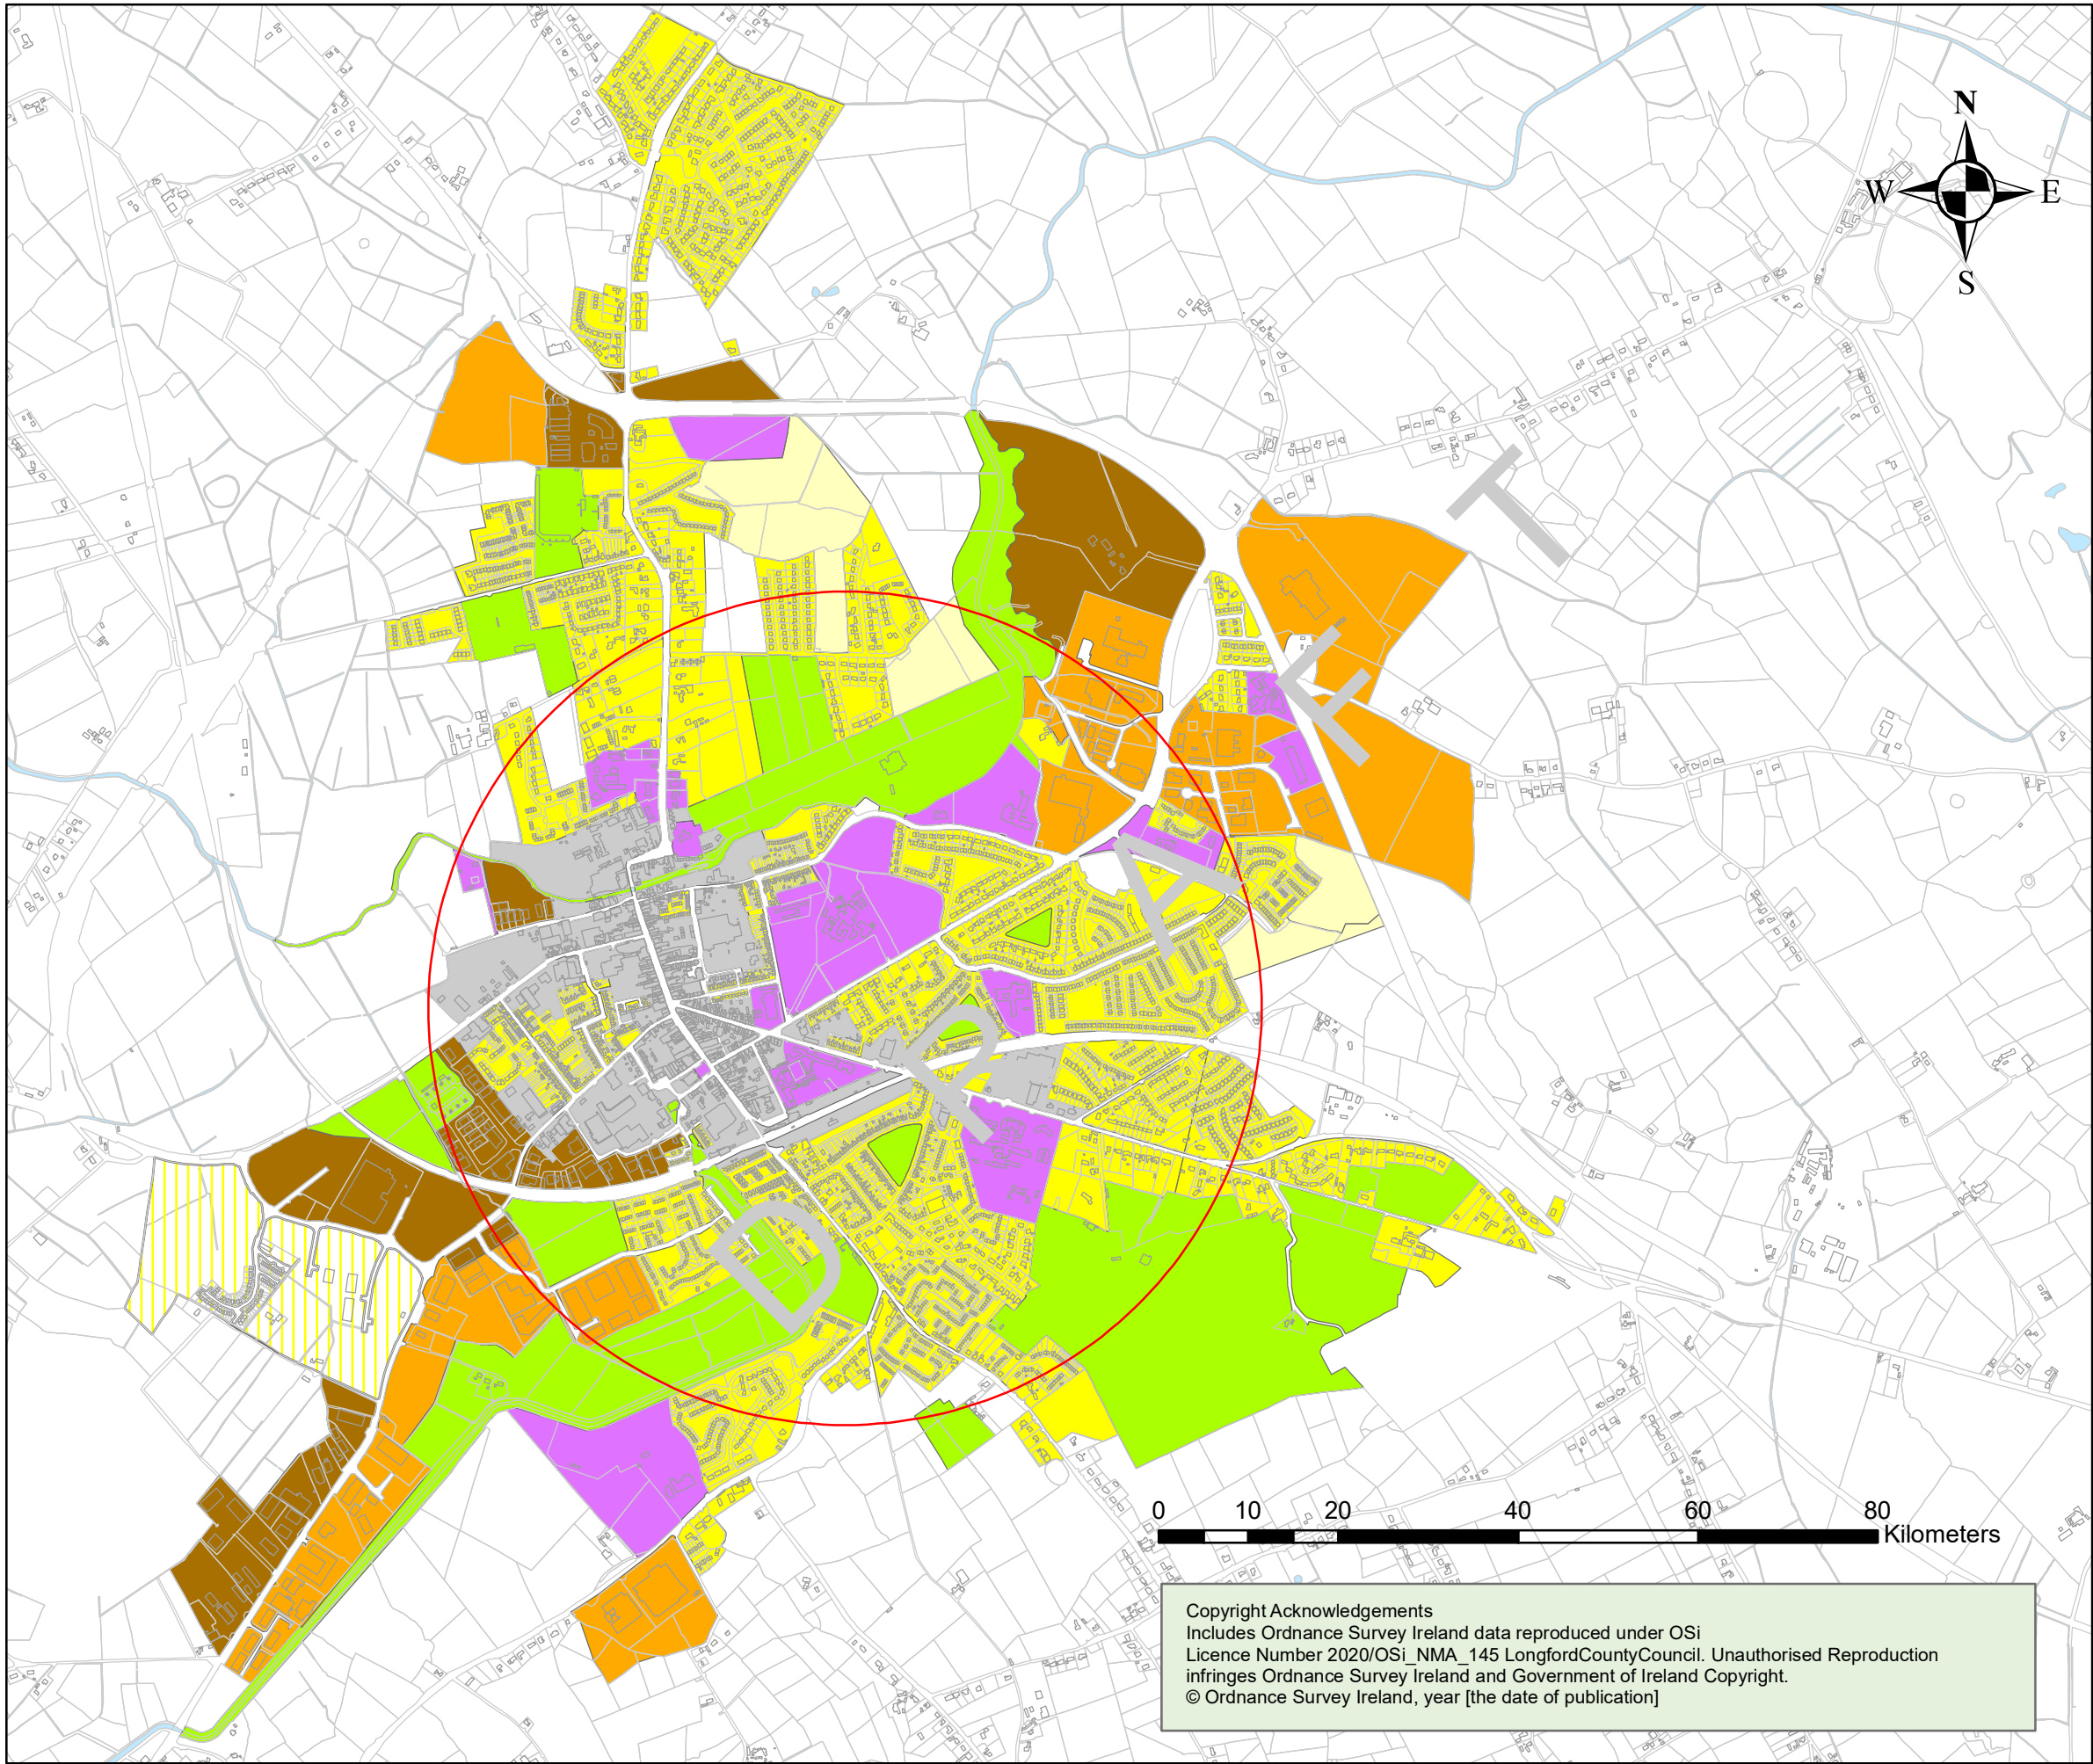 N
W E
S
DRAFT
0 10 20 40 60 80
Kilometers
Copyright Acknowledgements
Includes Ordnance Survey Ireland data reproduced under OSi
Licence Number 2020/OSi_NMA_145 LongfordCountyCouncil. Unauthorised Reproduction
infringes Ordnance Survey Ireland and Government of Ireland Copyright.
© Ordnance Survey Ireland, year [the date of publication]